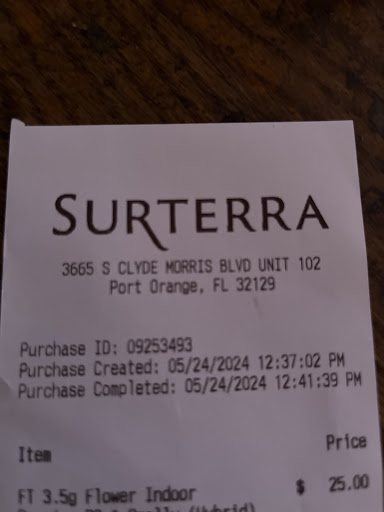 SURTERRA
3665 S CLYDE MORRIS BLVD UNIT 102
Port Orange, FL 32129
Purchase ID: 09253493
Purchase Created: 05/24/2024 12:37:02 PM
Purchase Completed: 05/24/2024 12:41:39 PM
Item Price
FT 3.5g Flower Indoor $ 25.00
(Hybrid)